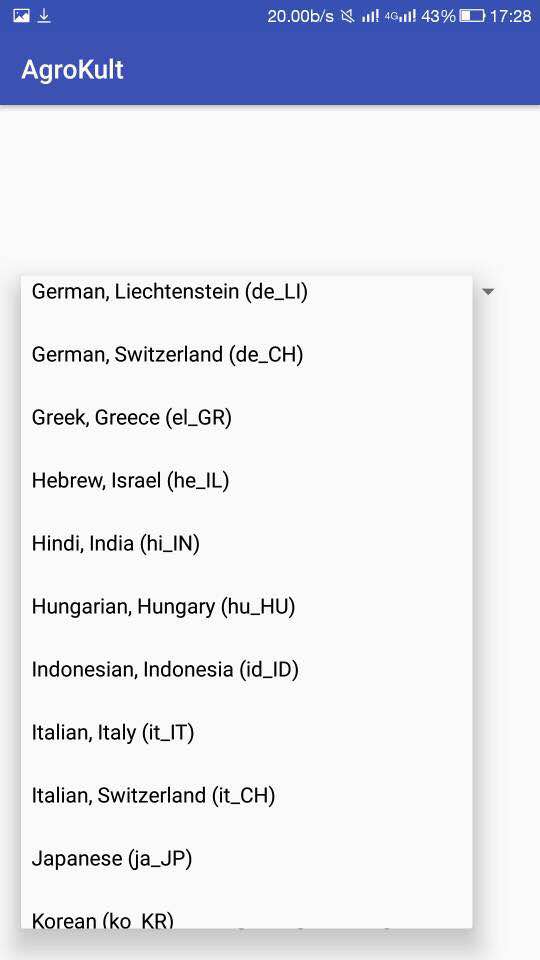 20.00b/s 4G 43% 17:28
AgroKult
German, Liechtenstein (de_LI)
German, Switzerland (de_CH)
Greek, Greece (el_GR)
Hebrew, Israel (he_IL)
Hindi, India (hi_IN)
Hungarian, Hungary (hu_HU)
Indonesian, Indonesia (id_ID)
Italian, Italy (it_IT)
Italian, Switzerland (it_CH)
Japanese (ja_JP)
Korean (ko_KR)